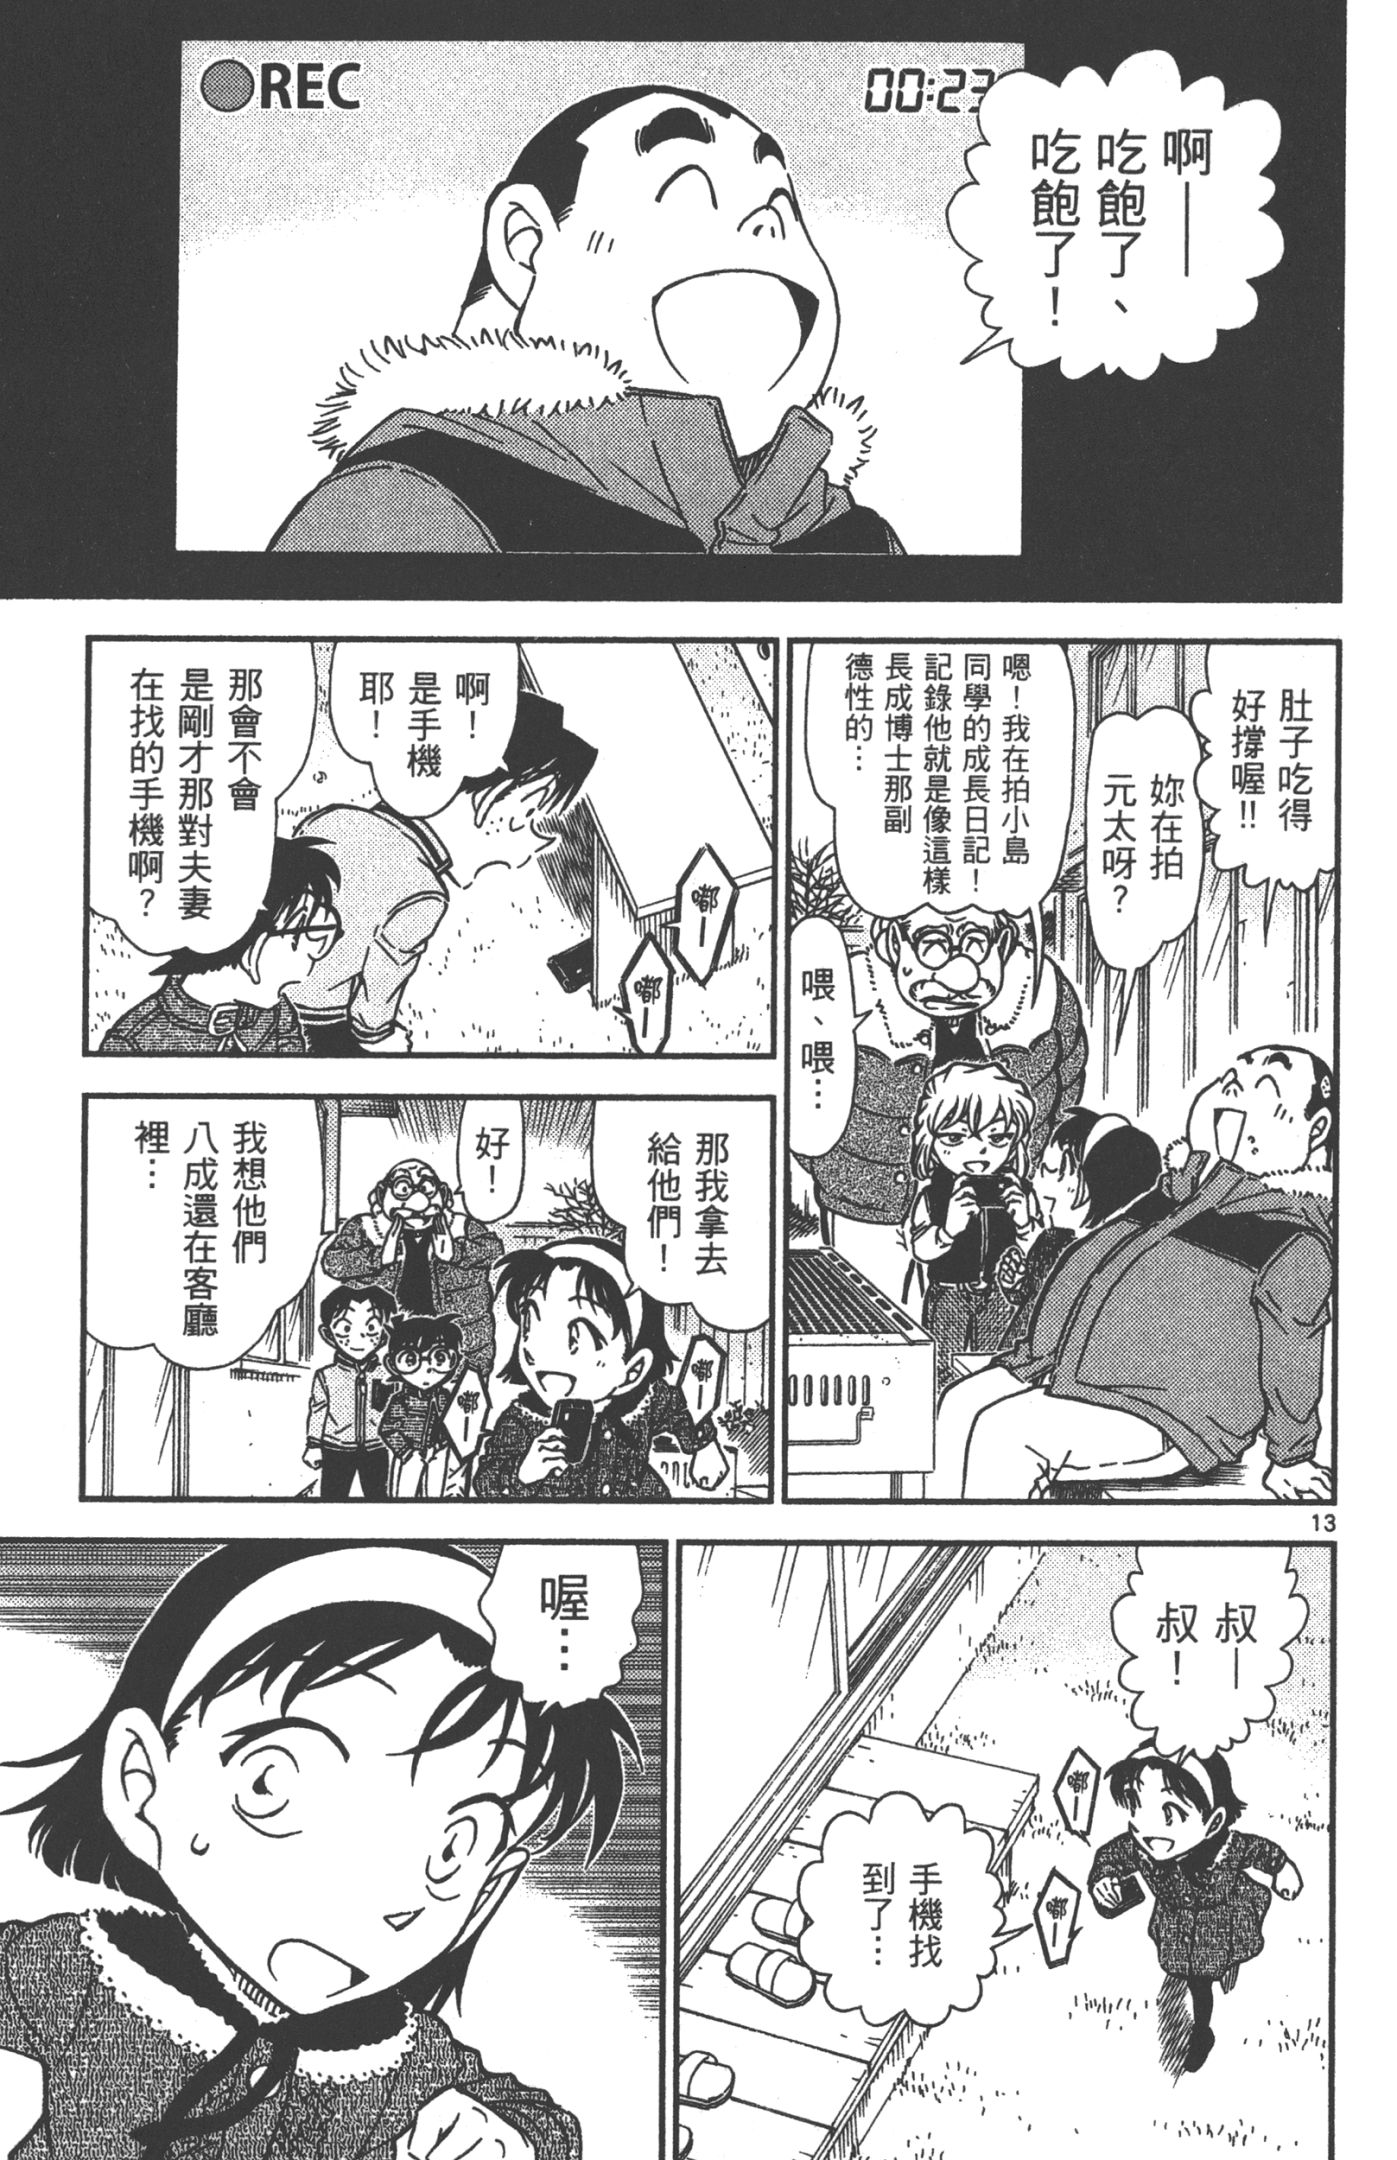 ●REC
00:23
啊——
吃飽了、
吃飽了！
肚子吃得
好撐喔!!
妳在拍
元太呀？
嗯！我在拍小島
同學的成長日記！
記錄他就是像這樣
長成博士那副
德性的…
喂、喂…
啊！
是手機
耶！
那會不會
是剛才那對夫妻
在找的手機啊？
嘟—
嘟—
那我拿去
給他們！
好！
我想他們
八成還在客廳
裡…
嘟—
嘟—
13
叔—
叔！
嘟—
嘟—
手機找
到了…
喔…